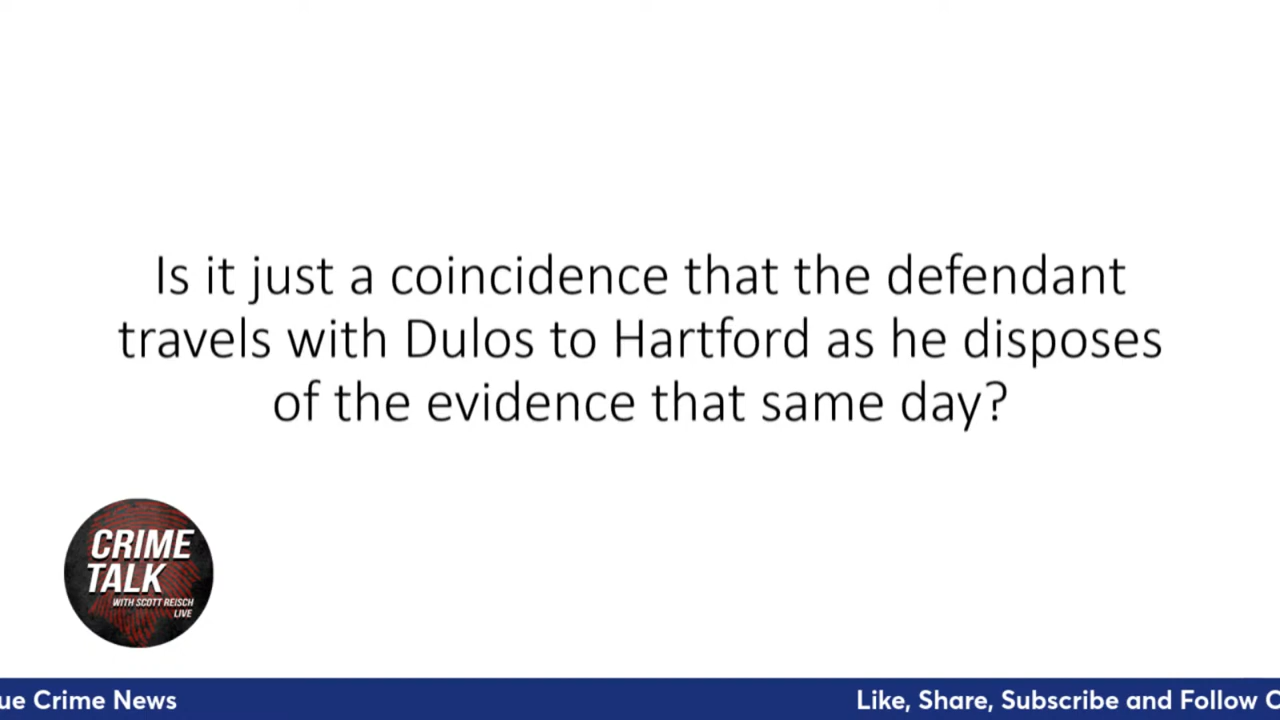 Is it just a coincidence that the defendant
travels with Dulos to Hartford as he disposes
of the evidence that same day?
CRIME
TALK
WITH SCOTT REISCH
LIVE
ue Crime News
Like, Share, Subscribe and Follow C